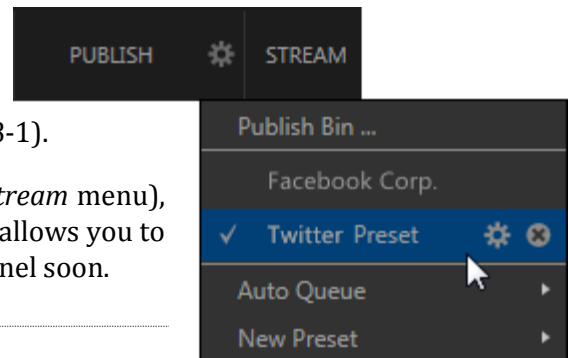 PUBLISH STREAM
3-1).
Publish Bin ...
Facebook Corp.
tream menu),
allows you to
Twitter Preset
nel soon.
Auto Queue
New Preset